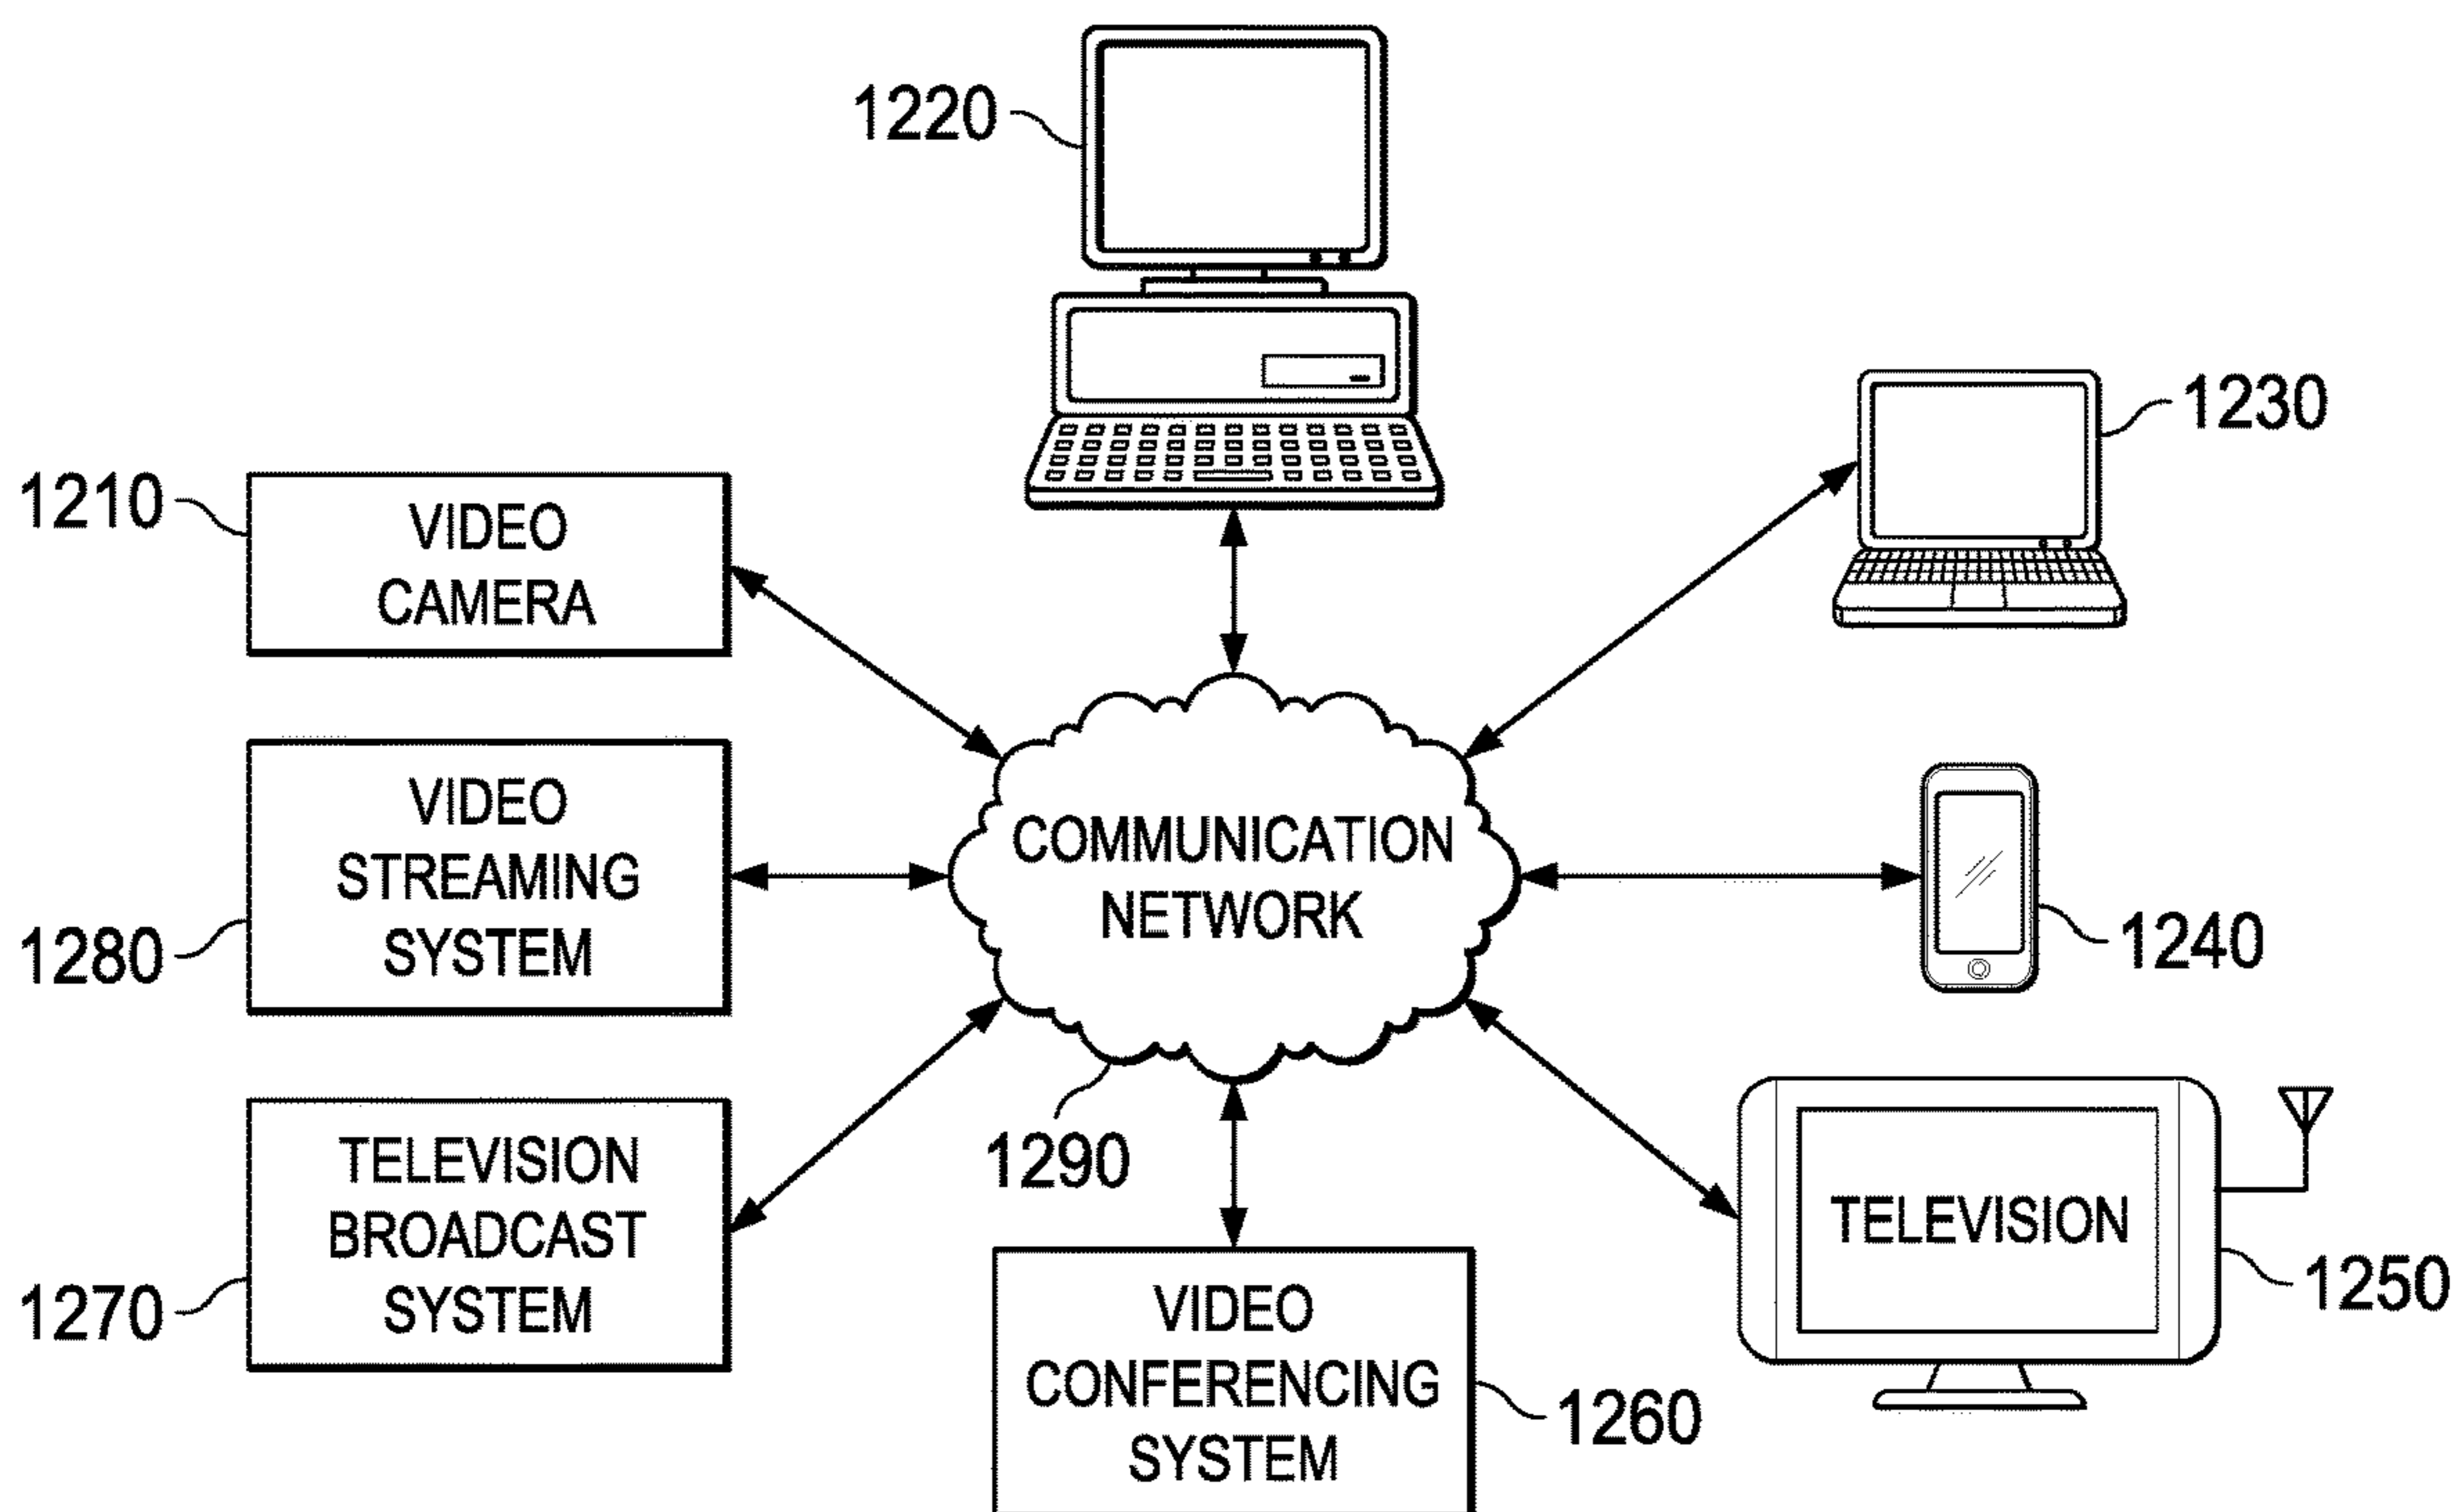 1220
1230
1210
VIDEO
CAMERA
VIDEO
STREAMING
SYSTEM
1280
COMMUNICATION
NETWORK
1240
1290
TELEVISION
BROADCAST
SYSTEM
1270
TELEVISION
1250
VIDEO
CONFERENCING
SYSTEM
1260